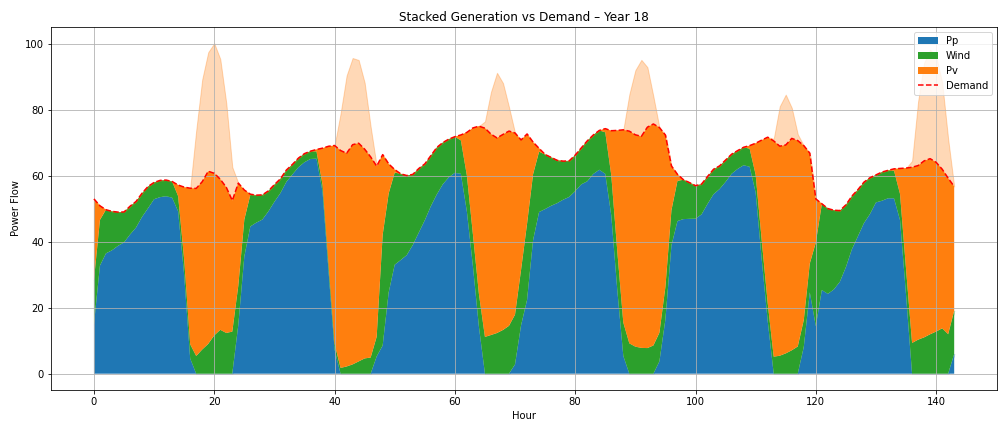 Stacked Generation vs Demand – Year 18
Pp
Wind
Pv
Demand
Power Flow
100
80
60
40
20
0
0 20 40 60 80 100 120 140
Hour